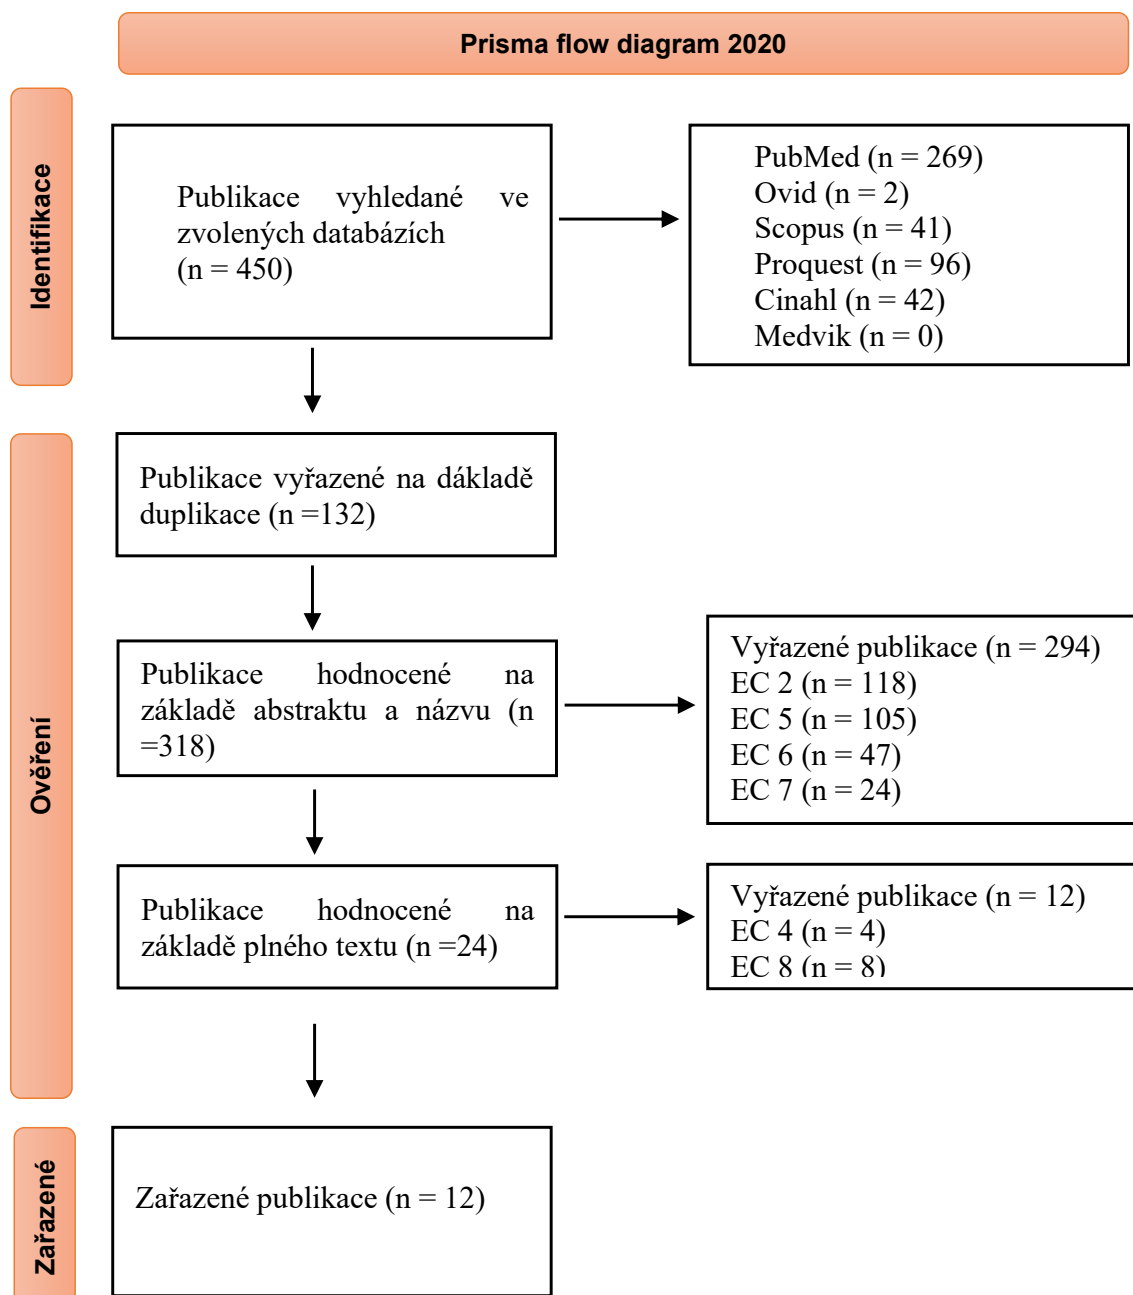 Prisma flow diagram 2020
Identifikace
Publikace vyhledané ve
zvolených databázích
(n = 450)
PubMed (n = 269)
Ovid (n = 2)
Scopus (n = 41)
Proquest (n = 96)
Cinahl (n = 42)
Medvik (n = 0)
Ověření
Publikace vyřazené na dákladě
duplikace (n =132)
Publikace hodnocené na
základě abstraktu a názvu (n
=318)
Vyřazené publikace (n = 294)
EC 2 (n = 118)
EC 5 (n = 105)
EC 6 (n = 47)
EC 7 (n = 24)
Publikace hodnocené na
základě plného textu (n =24)
Vyřazené publikace (n = 12)
EC 4 (n = 4)
EC 8 (n = 8)
Zařazené
Zařazené publikace (n = 12)